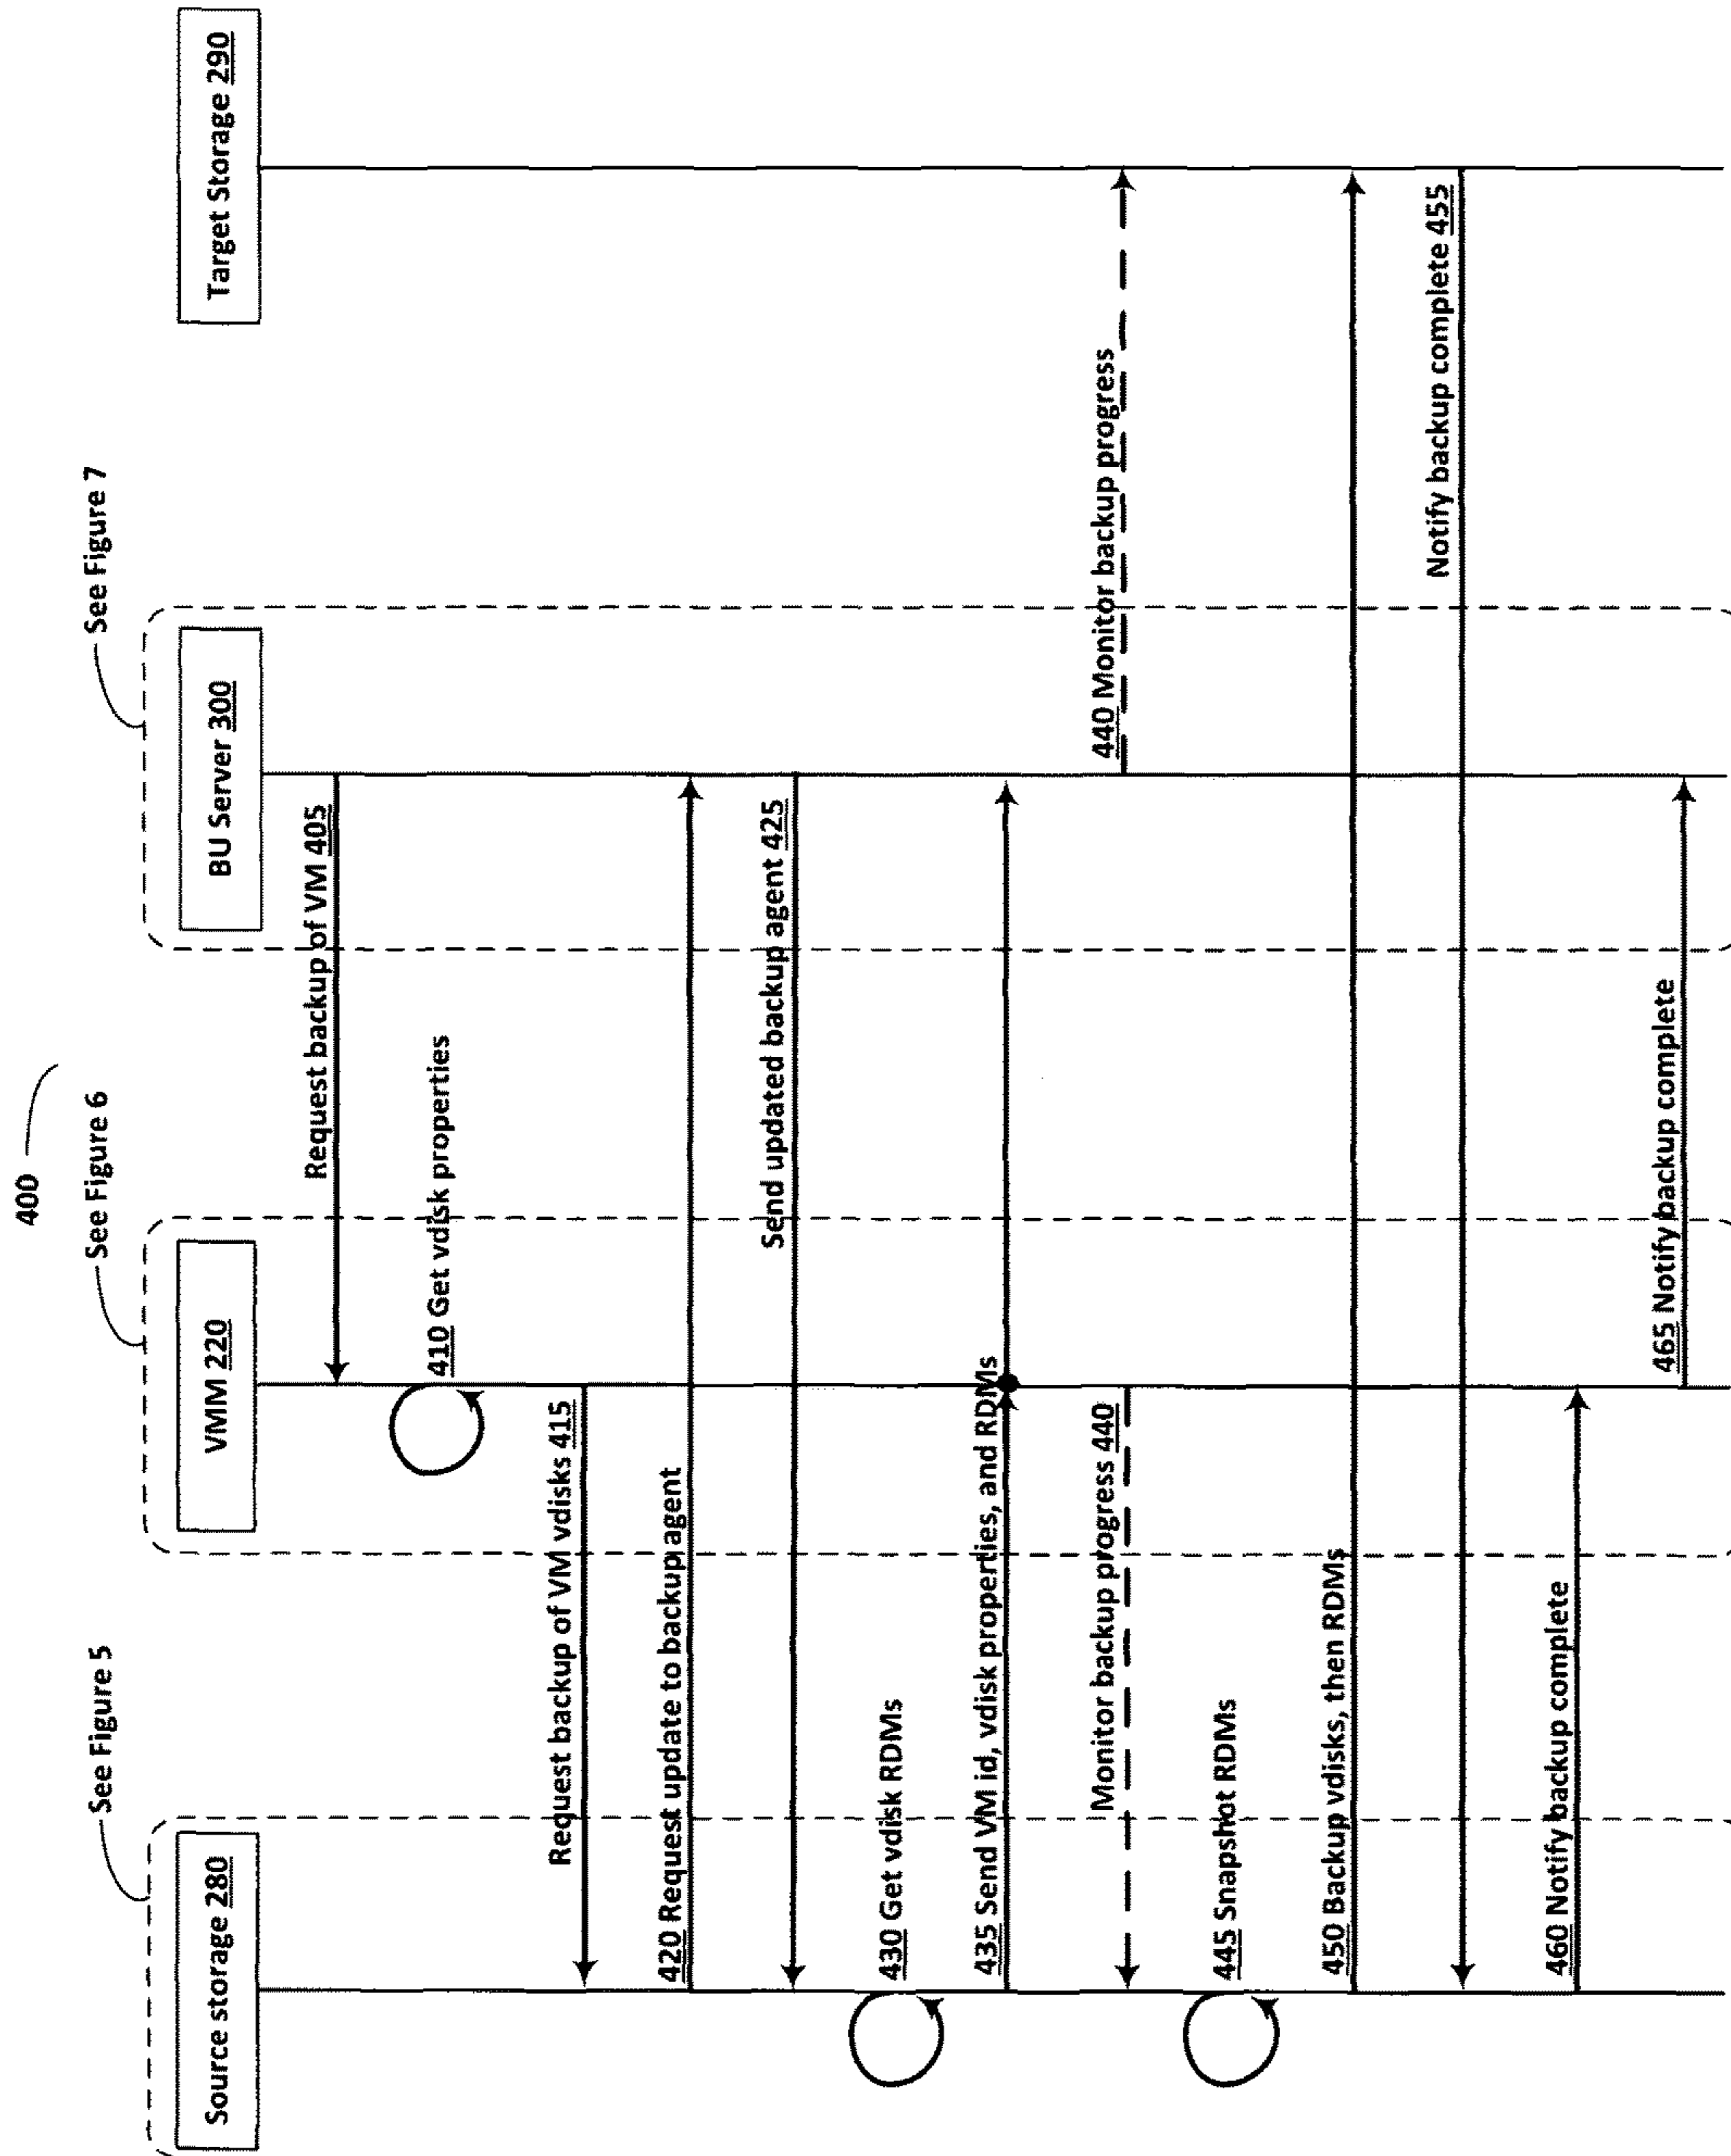 400
See Figure 5
See Figure 6
See Figure 7
Source storage 280
VMM 220
BU Server 300
Target Storage 290
Request backup of VM 405
410 Get vdisk properties
Request backup of VM vdisks 415
420 Request update to backup agent
Send updated backup agent 425
430 Get vdisk RDMs
435 Send VM id, vdisk properties, and RDMs
Monitor backup progress 440
440 Monitor backup progress
445 Snapshot RDMs
450 Backup vdisks, then RDMs
Notify backup complete 455
460 Notify backup complete
465 Notify backup complete